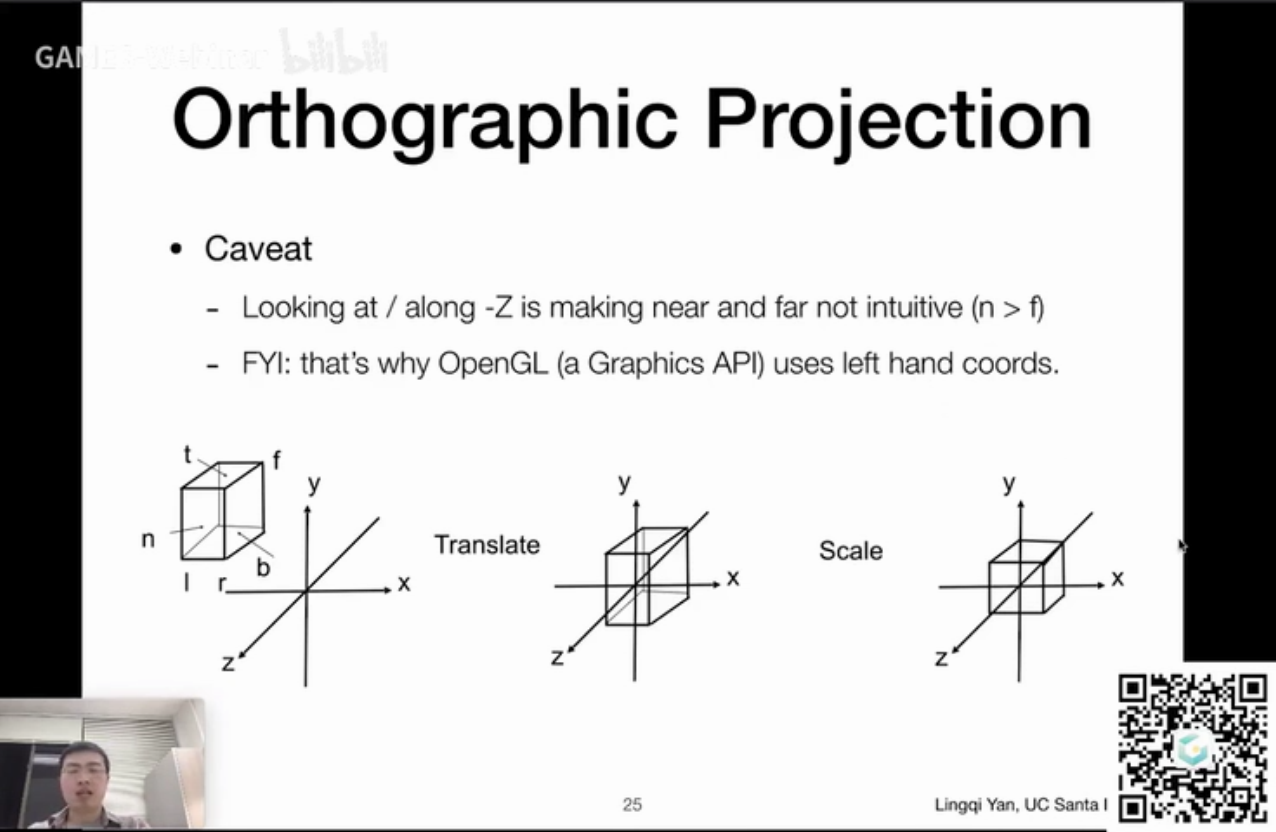 GAMES-Webinar bilibili
Orthographic Projection
• Caveat
- Looking at / along -Z is making near and far not intuitive (n > f)
- FYI: that's why OpenGL (a Graphics API) uses left hand coords.
t
f
n
l
r
b
y
x
z
Translate
y
x
z
Scale
y
x
z
25
Lingqi Yan, UC Santa